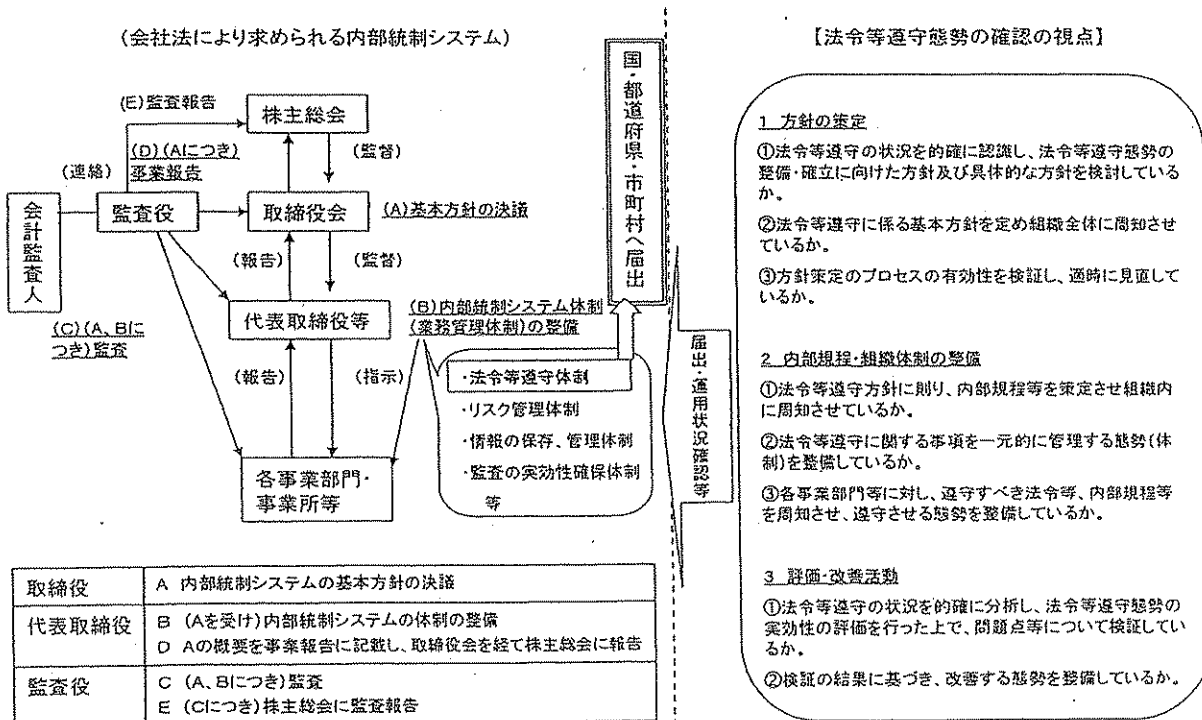 (会社法により求められる内部統制システム)
(E)監査報告
株主総会
(D)(Aにつき)
事業報告
(監督)
(連絡)
会計監査人
監査役
取締役会
(A)基本方針の決議
(報告)
(監督)
代表取締役等
(B)内部統制システム体制
(業務管理体制)の整備
(C)(A、Bに
つき)監査
(報告)
(指示)
・法令等遵守体制
・リスク管理体制
・情報の保存、管理体制
・監査の実効性確保体制
等
各事業部門・
事業所等
国・都道府県・市町村へ届出
届出・運用状況確認等
取締役 A 内部統制システムの基本方針の決議
代表取締役 B (Aを受け)内部統制システムの体制の整備
D Aの概要を事業報告に記載し、取締役会を経て株主総会に報告
監査役 C (A、Bにつき)監査
E (Cにつき)株主総会に監査報告
【法令等遵守態勢の確認の視点】
1 方針の策定
①法令等遵守の状況を的確に認識し、法令等遵守態勢の
整備・確立に向けた方針及び具体的な方針を検討している
か。
②法令等遵守に係る基本方針を定め組織全体に周知させ
ているか。
③方針策定のプロセスの有効性を検証し、適時に見直して
いるか。
2 内部規程・組織体制の整備
①法令等遵守方針に則り、内部規程等を策定させ組織内
に周知させているか。
②法令等遵守に関する事項を一元的に管理する態勢(体
制)を整備しているか。
③各事業部門等に対し、遵守すべき法令等、内部規程等
を周知させ、遵守させる態勢を整備しているか。
3 評価・改善活動
①法令等遵守の状況を的確に分析し、法令等遵守態勢の
実効性の評価を行った上で、問題点等について検証してい
るか。
②検証の結果に基づき、改善する態勢を整備しているか。